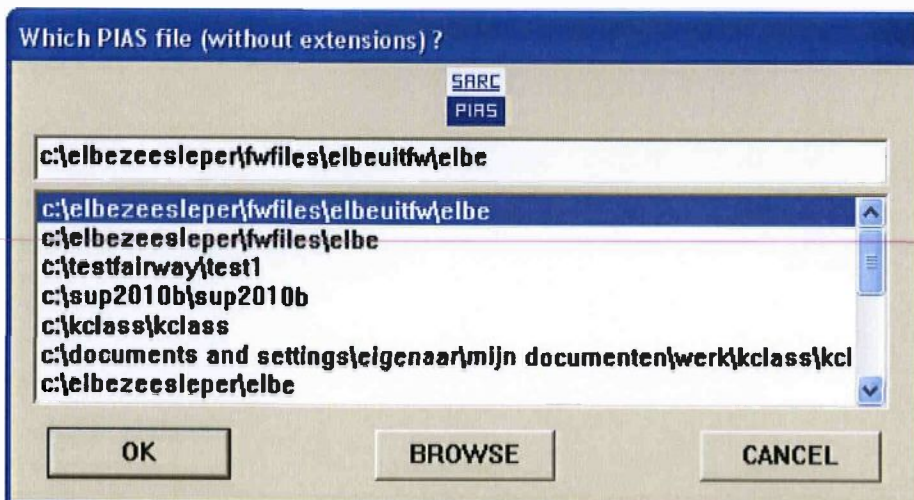 Which PIAS file (without extensions) ?
SARC
PIAS
c:\elbezeesleper\fwfiles\elbeuitfw\elbe
c:\elbezeesleper\fwfiles\elbeuitfw\elbe
c:\elbezeesleper\fwfiles\elbe
c:\testfairway\test1
c:\sup2010b\sup2010b
c:\kclass\kclass
c:\documents and settings\eigenaar\mijn documenten\werk\kclass\kcl
c:\elbezeesleper\elbe
OK
BROWSE
CANCEL